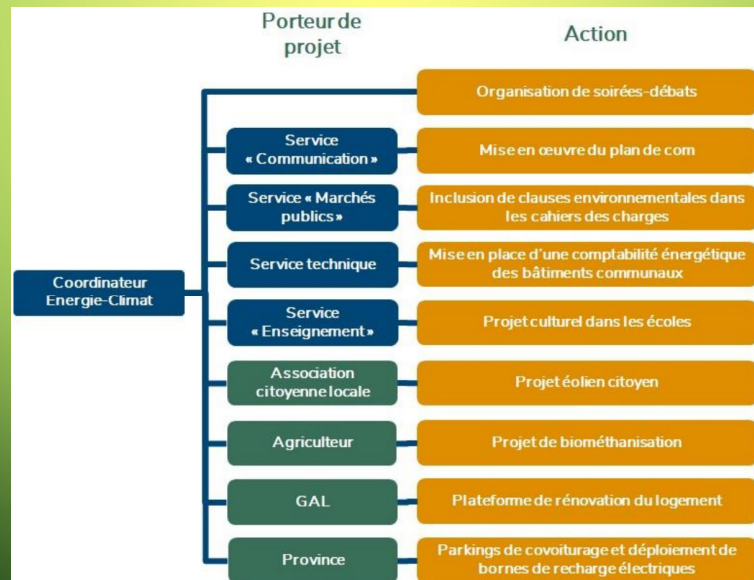 Porteur de
projet
Action
Organisation de soirées-débats
Service
« Communication »
Mise en œuvre du plan de com
Service « Marchés
publics »
Inclusion de clauses environnementales dans
les cahiers des charges
Coordinateur
Energie-Climat
Service technique
Mise en place d'une comptabilité énergétique
des bâtiments communaux
Service
« Enseignement »
Projet culturel dans les écoles
Association
citoyenne locale
Projet éolien citoyen
Agriculteur
Projet de biométhanisation
GAL
Plateforme de rénovation du logement
Province
Parkings de covoiturage et déploiement de
bornes de recharge électriques